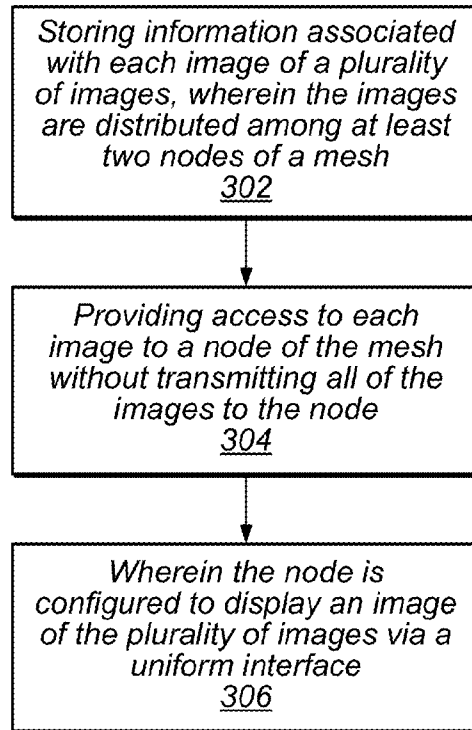 Storing information associated
with each image of a plurality
of images, wherein the images
are distributed among at least
two nodes of a mesh
302
Providing access to each
image to a node of the mesh
without transmitting all of the
images to the node
304
Wherein the node is
configured to display an image
of the plurality of images via a
uniform interface
306